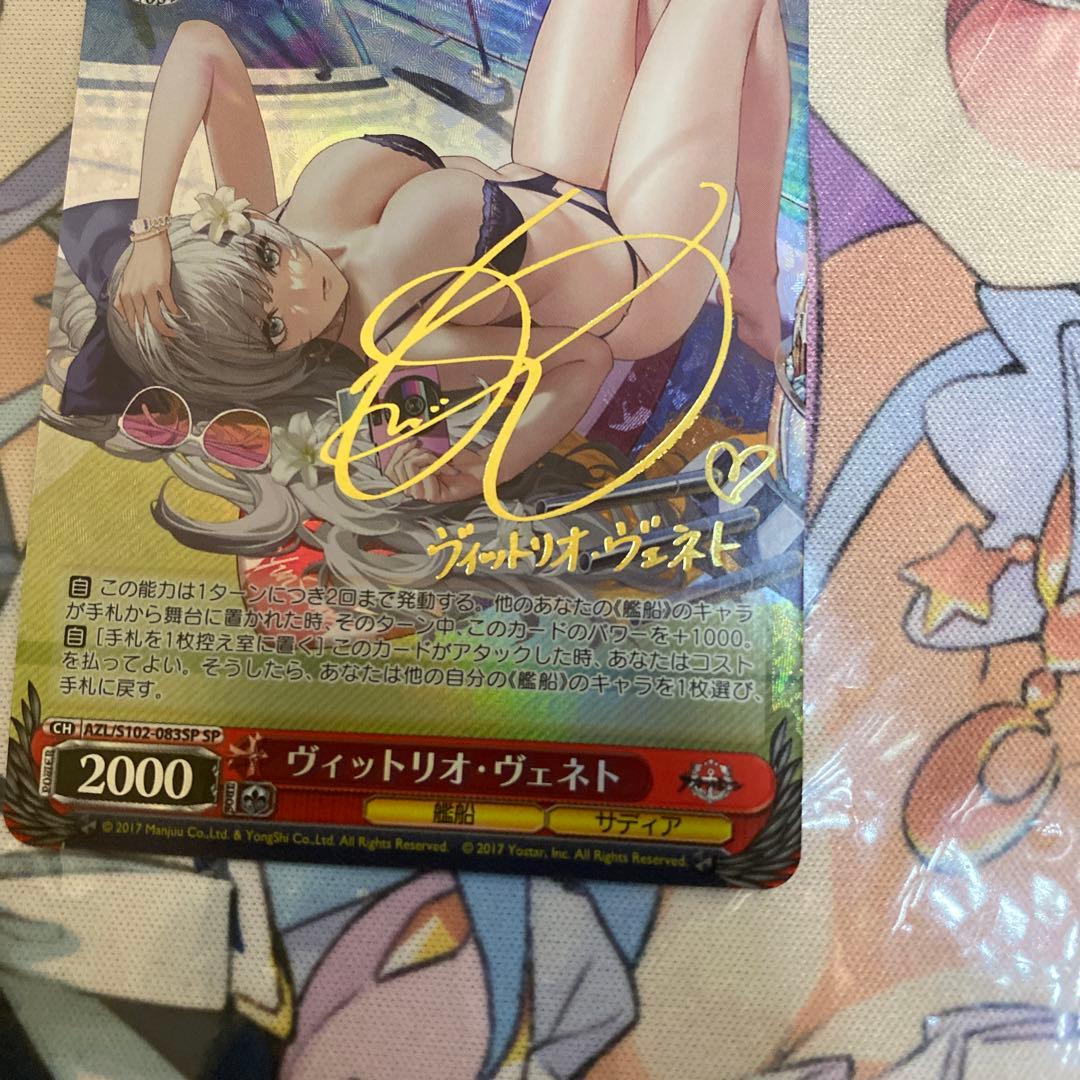 ヴィットリオ・ヴェネト
自 この能力は1ターンにつき2回まで発動する。他のあなたの《艦船》のキャラ
が手札から舞台に置かれた時、そのターン中、このカードのパワーを+1000。
自 [手札を1枚控え室に置く] このカードがアタックした時、あなたはコスト
を払ってよい。そうしたら、あなたは他の自分の《艦船》のキャラを1枚選び、
手札に戻す。
CH AZL/S102-083SP SP
POWER 2000 SOUL ヴィットリオ・ヴェネト
艦船 サディア
© 2017 Manjuu Co.,Ltd. & YongShi Co.,Ltd. All Rights Reserved. © 2017 Yostar, Inc. All Rights Reserved.